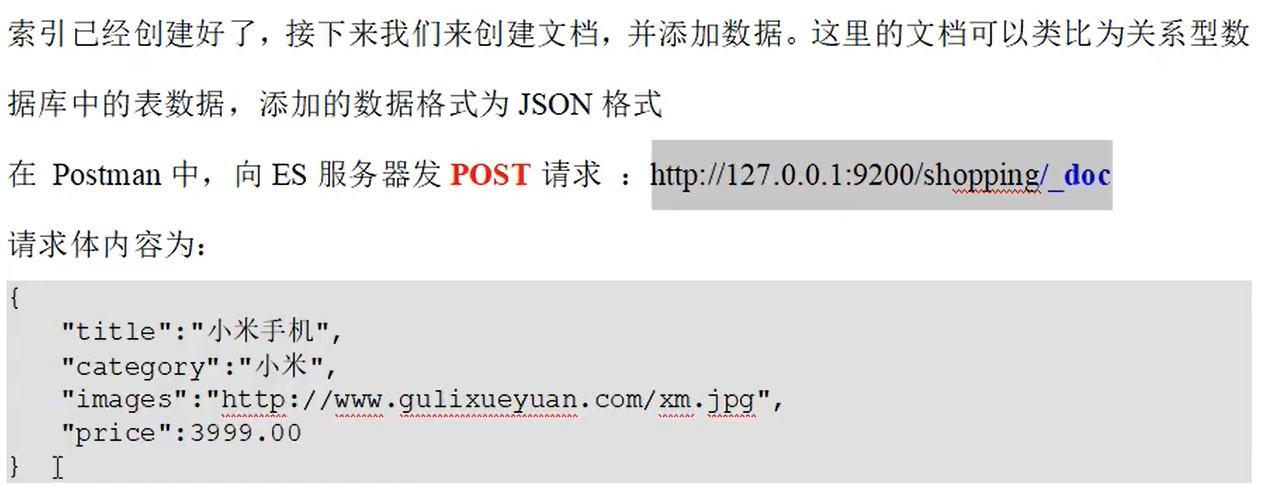 索引已经创建好了，接下来我们来创建文档，并添加数据。这里的文档可以类比为关系型数
据库中的表数据，添加的数据格式为 JSON 格式
在 Postman 中，向 ES 服务器发 POST 请求 ：http://127.0.0.1:9200/shopping/_doc
请求体内容为：
{
"title":"小米手机",
"category":"小米",
"images":"http://www.gulixueyuan.com/xm.jpg",
"price":3999.00
}